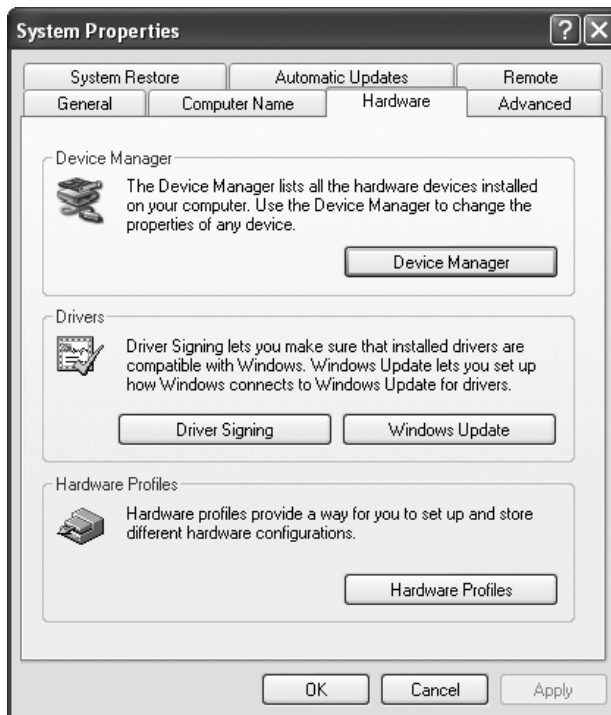 System Properties
System Restore Automatic Updates Remote
General Computer Name Hardware Advanced
Device Manager
The Device Manager lists all the hardware devices installed
on your computer. Use the Device Manager to change the
properties of any device.
Device Manager
Drivers
Driver Signing lets you make sure that installed drivers are
compatible with Windows. Windows Update lets you set up
how Windows connects to Windows Update for drivers.
Driver Signing Windows Update
Hardware Profiles
Hardware profiles provide a way for you to set up and store
different hardware configurations.
Hardware Profiles
OK Cancel Apply